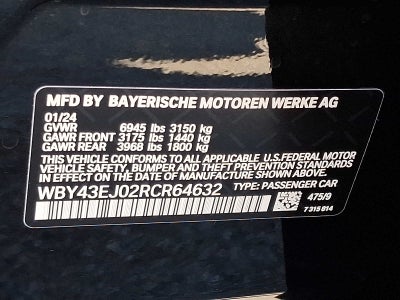 MFD BY BAYERISCHE MOTOREN WERKE AG
01/24
GVWR 6945 lbs 3150 kg
GAWR FRONT 3175 lbs 1440 kg
GAWR REAR 3968 lbs 1800 kg
THIS VEHICLE CONFORMS TO ALL APPLICABLE U.S.FEDERAL MOTOR
VEHICLE SAFETY, BUMPER AND THEFT PREVENTION STANDARDS
IN EFFECT ON THE DATE OF MANUFACTURE SHOWN ABOVE.
WBY43EJ02RCR64632 TYPE: PASSENGER CAR
475/9
7 315 814